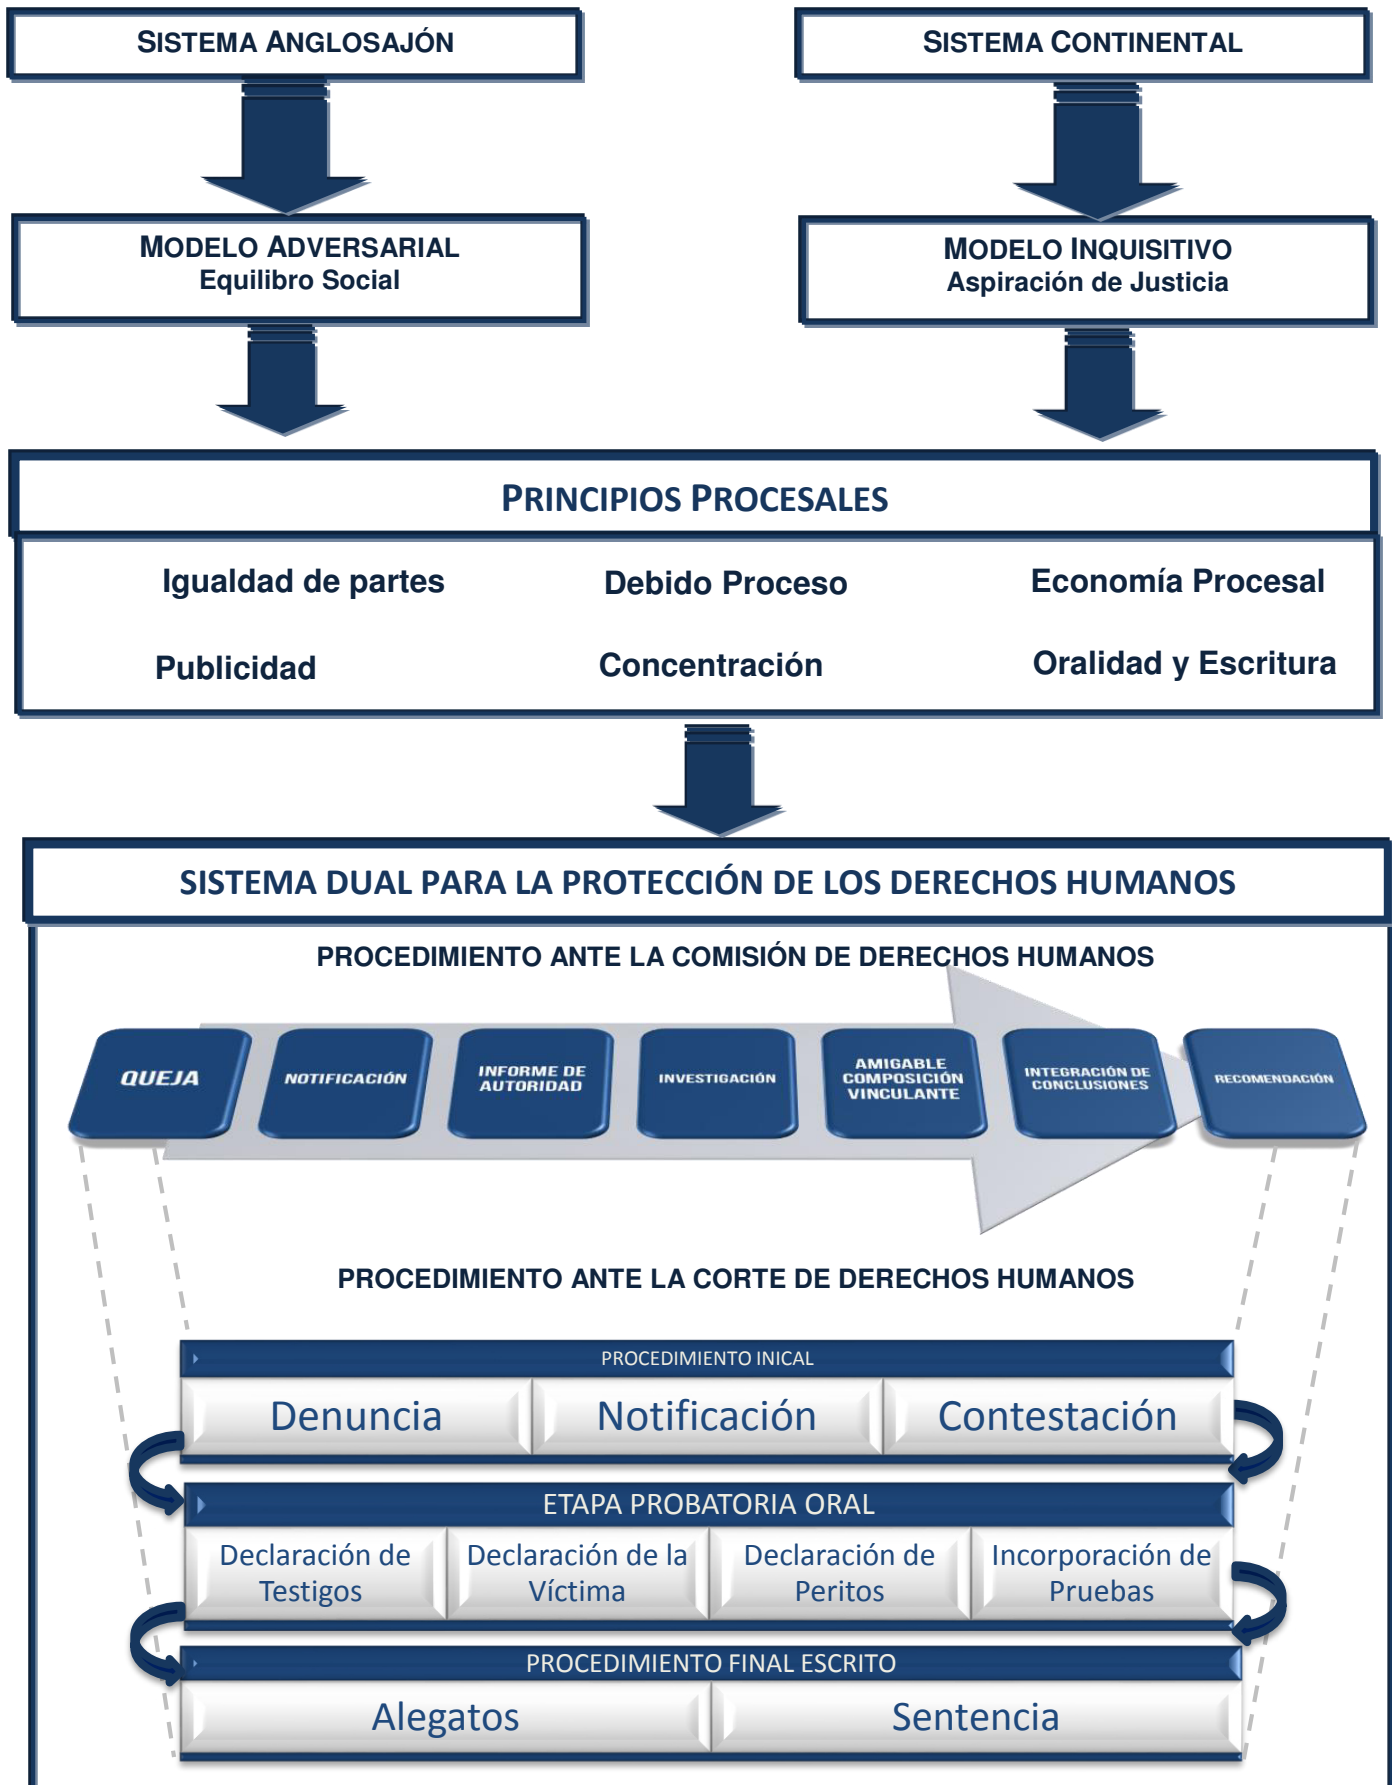 SISTEMA ANGLOSAJÓN
SISTEMA CONTINENTAL
MODELO ADVERSARIAL
Equilibro Social
MODELO INQUISITIVO
Aspiración de Justicia
PRINCIPIOS PROCESALES
Igualdad de partes
Debido Proceso
Economía Procesal
Publicidad
Concentración
Oralidad y Escritura
SISTEMA DUAL PARA LA PROTECCIÓN DE LOS DERECHOS HUMANOS
PROCEDIMIENTO ANTE LA COMISIÓN DE DERECHOS HUMANOS
QUEJA
NOTIFICACIÓN
INFORME DE
AUTORIDAD
INVESTIGACIÓN
AMIGABLE
COMPOSICIÓN
VINCULANTE
INTEGRACIÓN DE
CONCLUSIONES
RECOMENDACIÓN
PROCEDIMIENTO ANTE LA CORTE DE DERECHOS HUMANOS
PROCEDIMIENTO INICAL
Denuncia
Notificación
Contestación
ETAPA PROBATORIA ORAL
Declaración de
Testigos
Declaración de la
Víctima
Declaración de
Peritos
Incorporación de
Pruebas
PROCEDIMIENTO FINAL ESCRITO
Alegatos
Sentencia